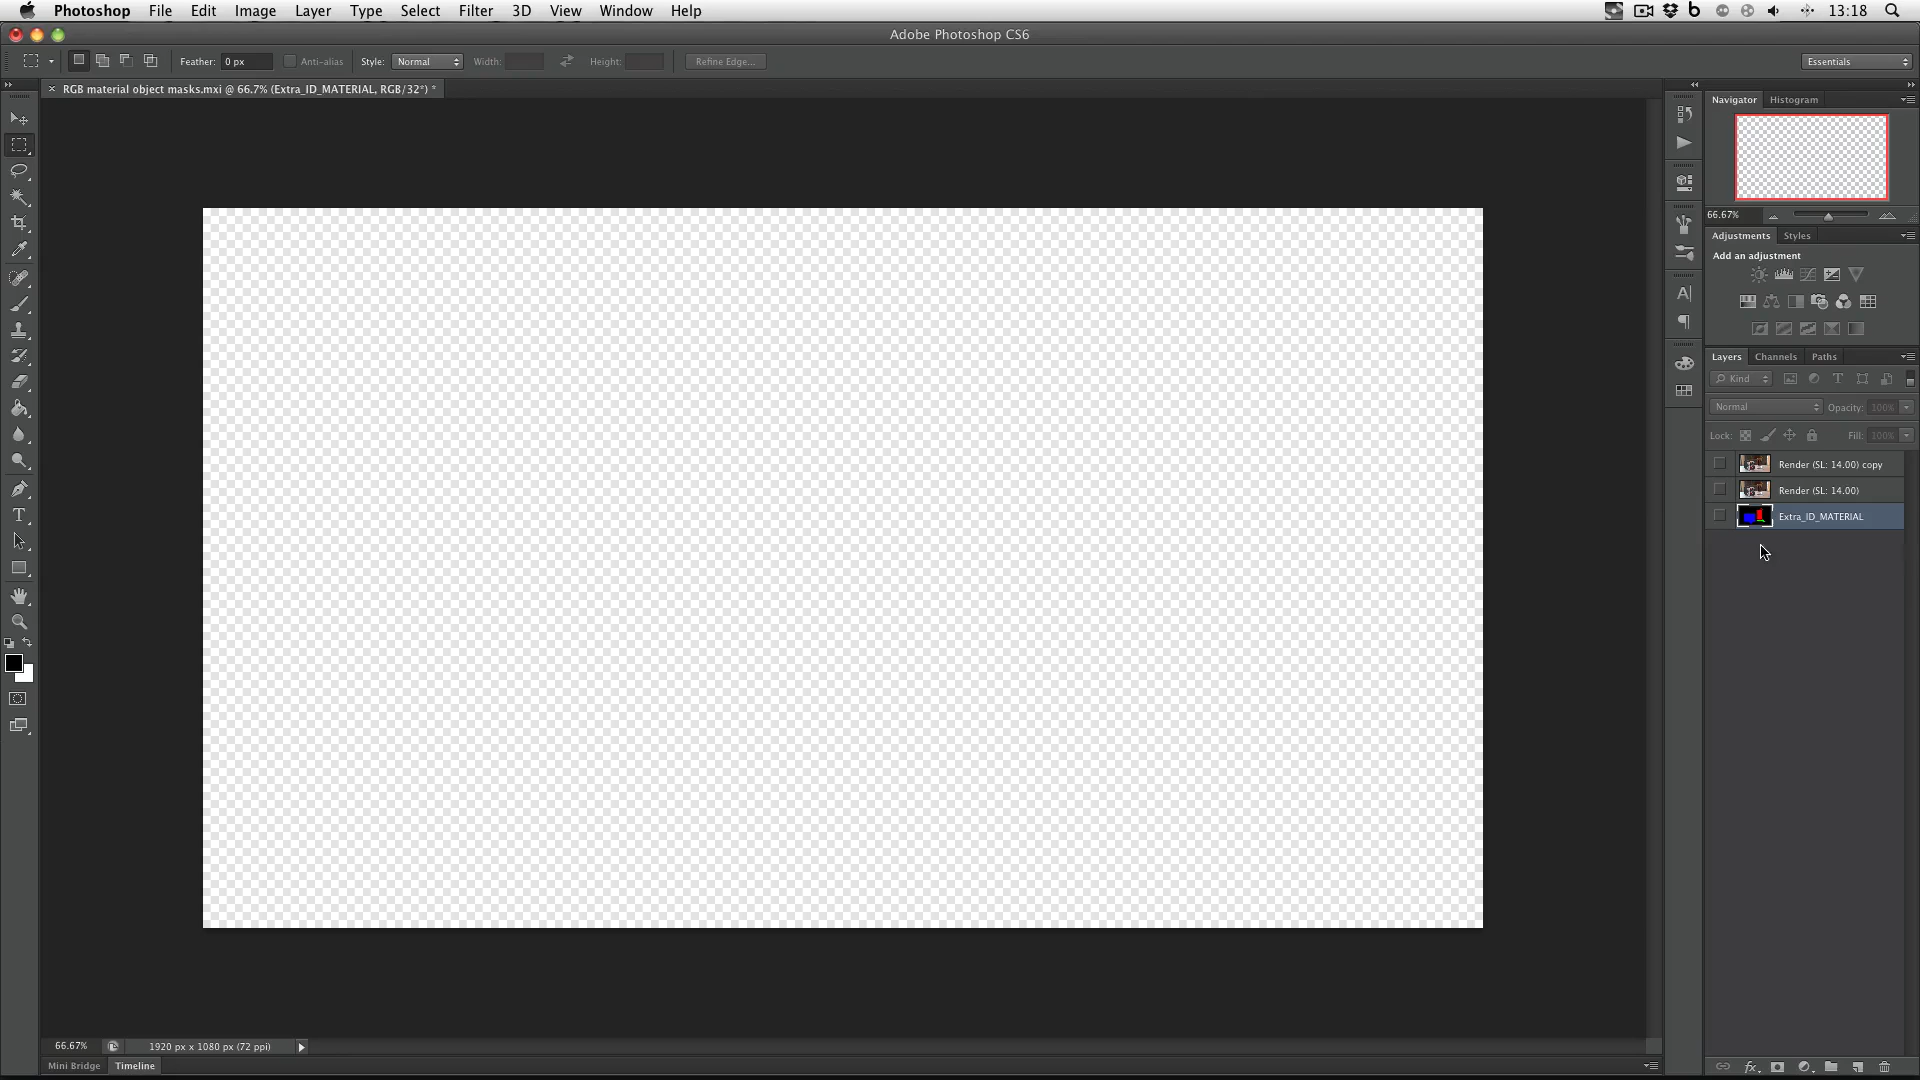 Photoshop File Edit Image Layer Type Select Filter 3D View Window Help 13:18
Adobe Photoshop CS6
Feather: 0 px Anti-alias Style: Normal Width: Height: Refine Edge... Essentials
× RGB material object masks.mxi @ 66.7% (Extra_ID_MATERIAL, RGB/32*) *
Navigator Histogram
66.67%
Adjustments Styles
Add an adjustment
Layers Channels Paths
Kind
Normal Opacity: 100%
Lock: Fill: 100%
Render (SL: 14.00) copy
Render (SL: 14.00)
Extra_ID_MATERIAL
66.67% 1920 px x 1080 px (72 ppi)
Mini Bridge Timeline